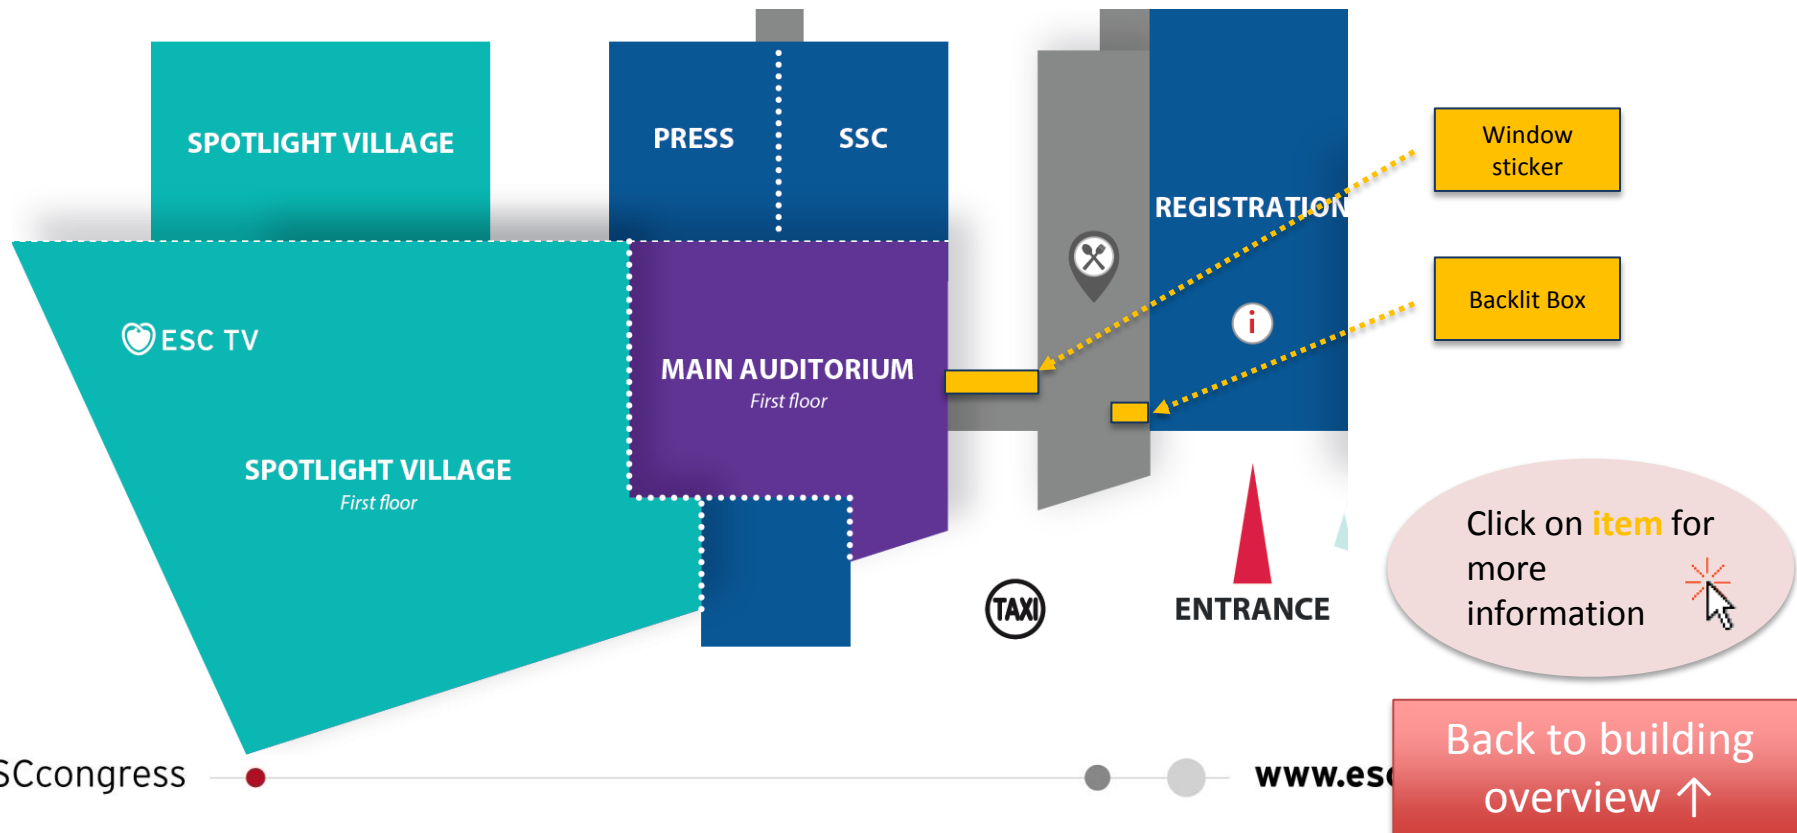 SPOTLIGHT VILLAGE
PRESS
SSC
Window
sticker
REGISTRATION
Backlit Box
i
ESC TV
MAIN AUDITORIUM
First floor
SPOTLIGHT VILLAGE
First floor
Click on item for
more
information
TAXI
ENTRANCE
Back to building
overview ↑
SCcongress
www.esc